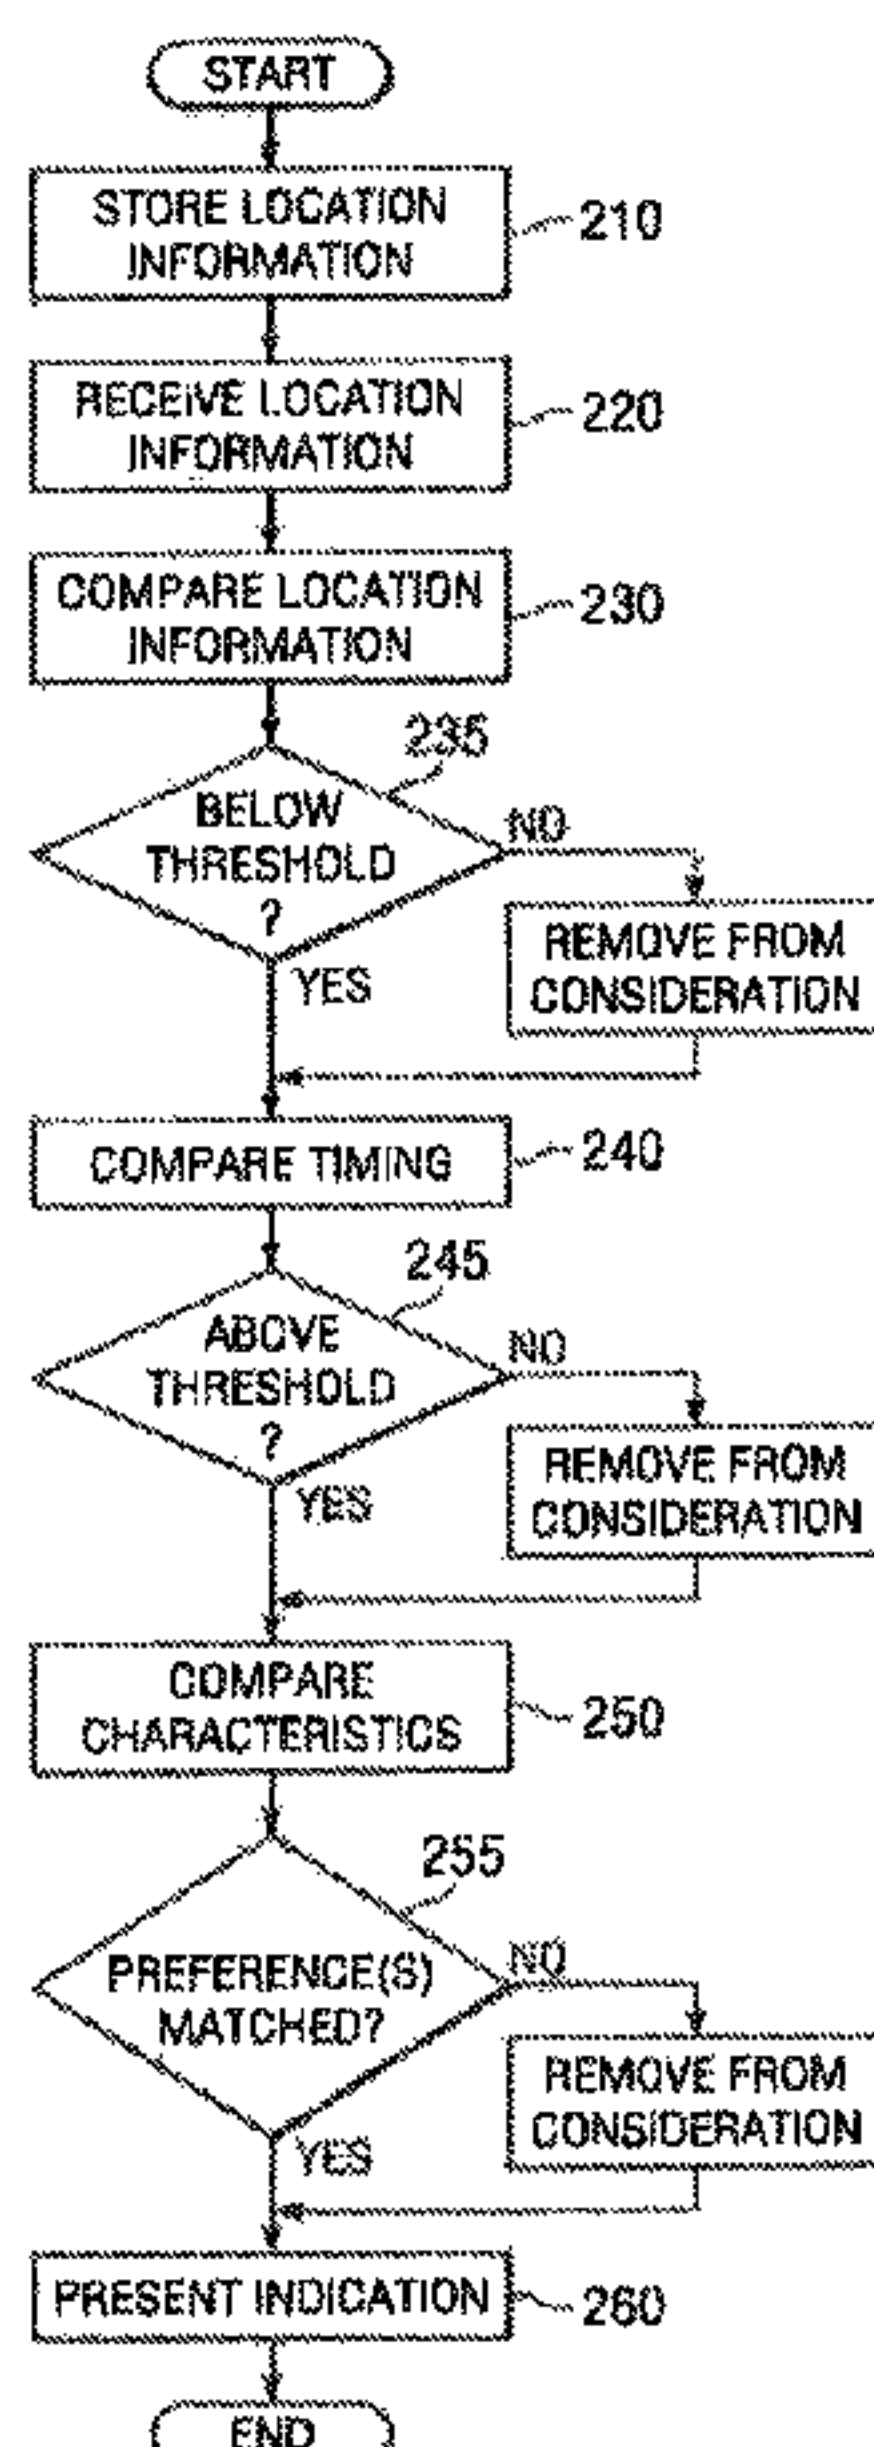 START
STORE LOCATION
INFORMATION
210
RECEIVE LOCATION
INFORMATION
220
COMPARE LOCATION
INFORMATION
230
235
BELOW
THRESHOLD
?
NO
YES
REMOVE FROM
CONSIDERATION
COMPARE TIMING
240
245
ABOVE
THRESHOLD
?
NO
YES
REMOVE FROM
CONSIDERATION
COMPARE
CHARACTERISTICS
250
255
PREFERENCE(S)
MATCHED?
NO
YES
REMOVE FROM
CONSIDERATION
PRESENT INDICATION
260
END